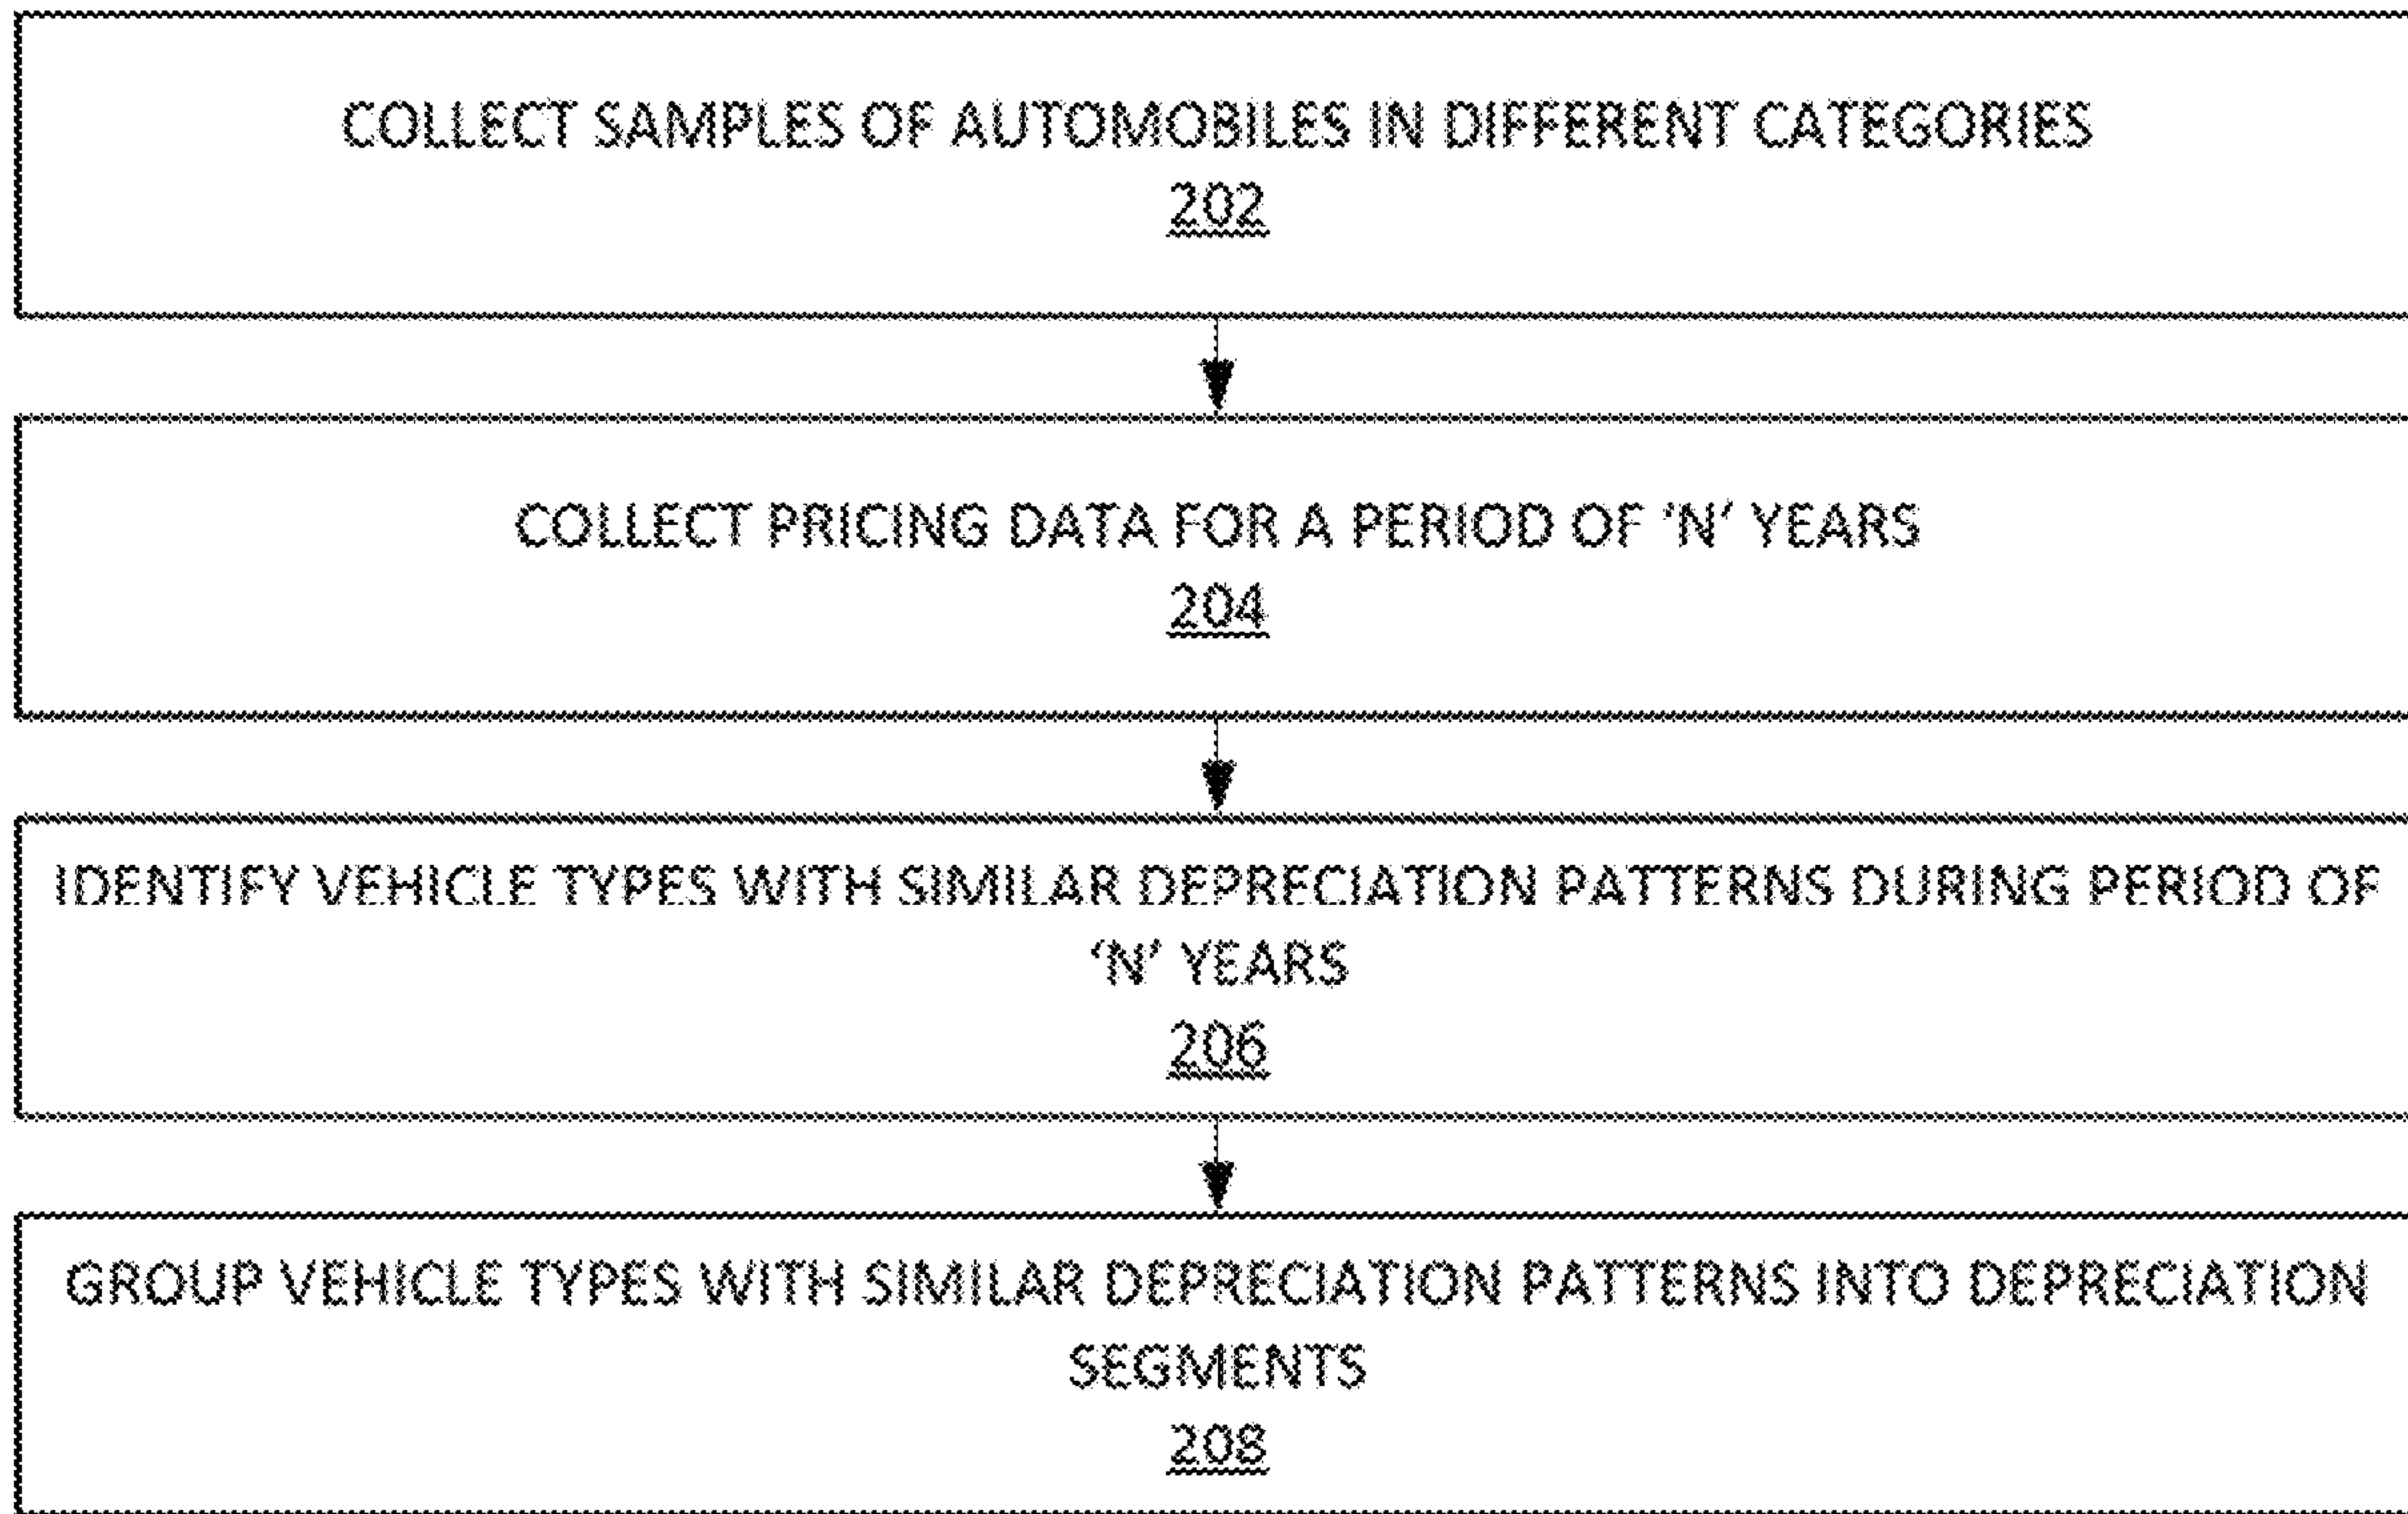 COLLECT SAMPLES OF AUTOMOBILES IN DIFFERENT CATEGORIES
202
COLLECT PRICING DATA FOR A PERIOD OF ‘N’ YEARS
204
IDENTIFY VEHICLE TYPES WITH SIMILAR DEPRECIATION PATTERNS DURING PERIOD OF
‘N’ YEARS
206
GROUP VEHICLE TYPES WITH SIMILAR DEPRECIATION PATTERNS INTO DEPRECIATION
SEGMENTS
208